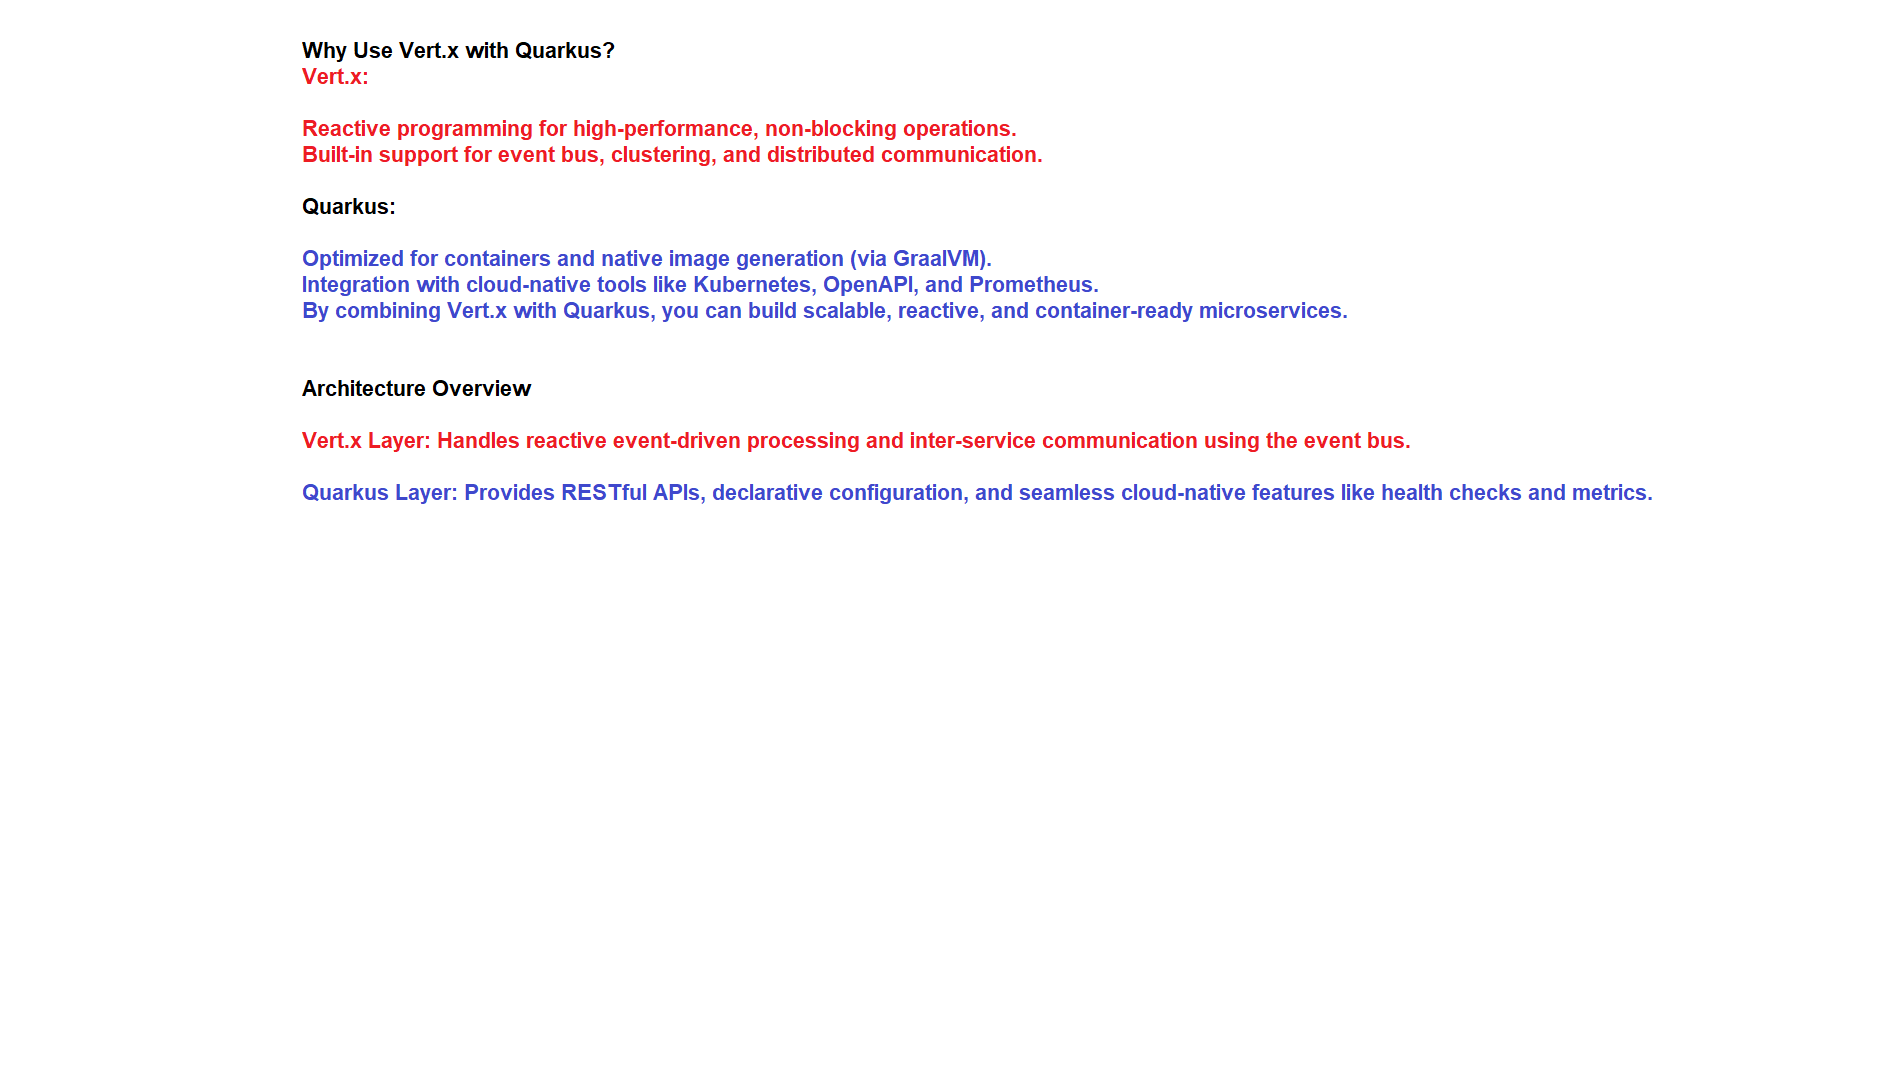 Why Use Vert.x with Quarkus?
Vert.x:
Reactive programming for high-performance, non-blocking operations.
Built-in support for event bus, clustering, and distributed communication.
Quarkus:
Optimized for containers and native image generation (via GraalVM).
Integration with cloud-native tools like Kubernetes, OpenAPI, and Prometheus.
By combining Vert.x with Quarkus, you can build scalable, reactive, and container-ready microservices.
Architecture Overview
Vert.x Layer: Handles reactive event-driven processing and inter-service communication using the event bus.
Quarkus Layer: Provides RESTful APIs, declarative configuration, and seamless cloud-native features like health checks and metrics.